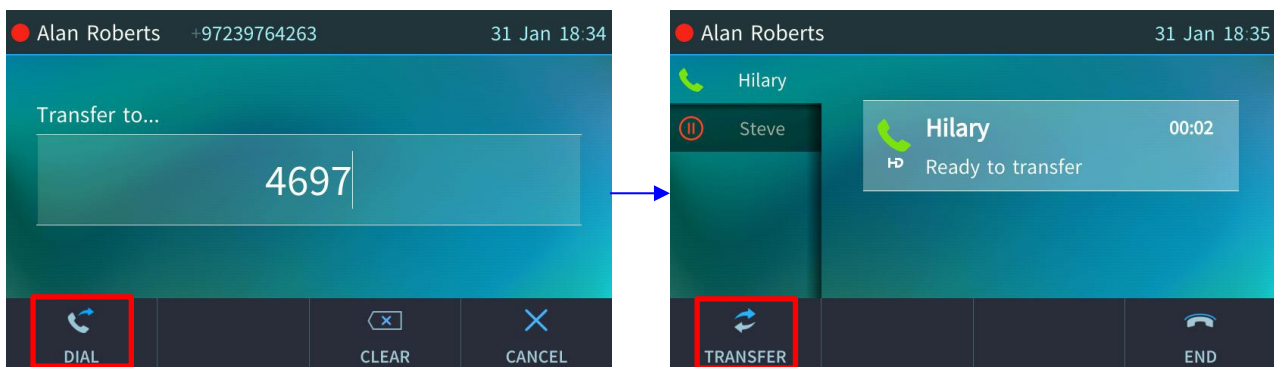 Alan Roberts +97239764263 31 Jan 18:34
Transfer to...
4697
DIAL CLEAR CANCEL
Alan Roberts 31 Jan 18:35
Hilary
Steve
Hilary 00:02
HD Ready to transfer
TRANSFER END